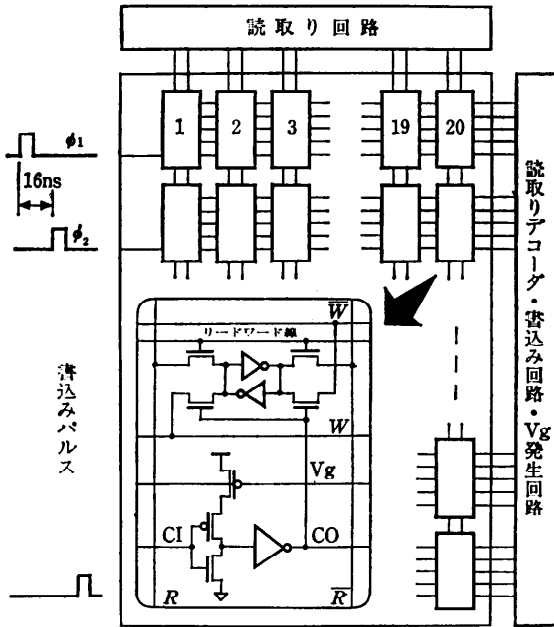 読取り回路
1 2 3 19 20
ϕ1
16ns
ϕ2
書込みパルス
W̅
リードワード線
W
Vg
CI CO
R R̅
読取りデコーダ・書込み回路・Vg発生回路